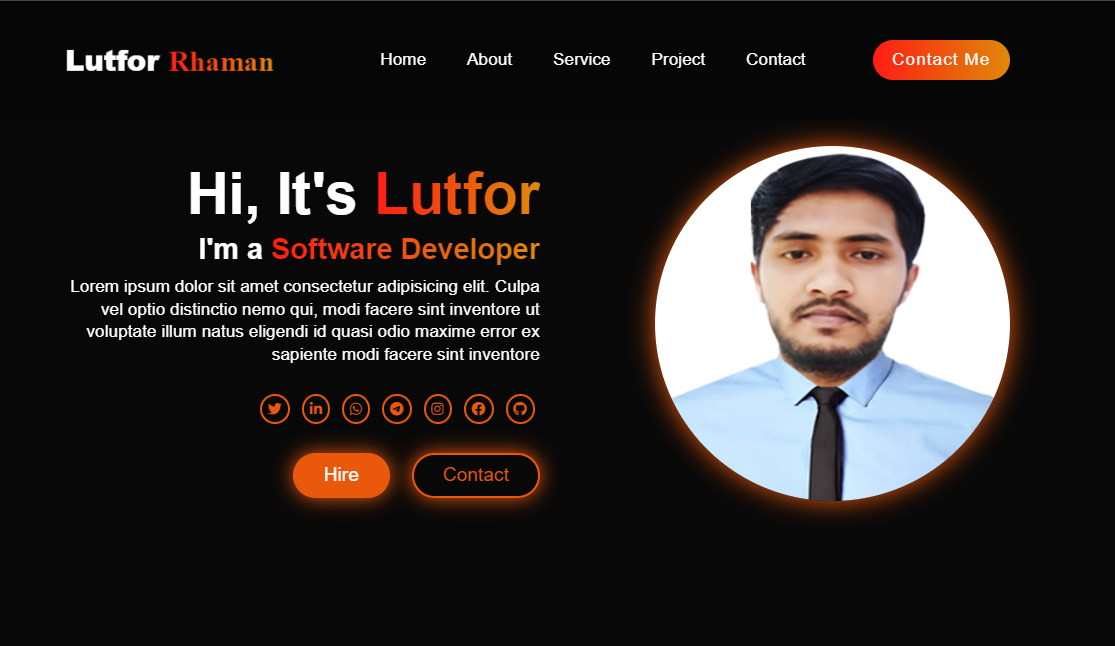 Lutfor Rhaman
Home About Service Project Contact
Contact Me
Hi, It's Lutfor
I'm a Software Developer
Lorem ipsum dolor sit amet consectetur adipisicing elit. Culpa
vel optio distinctio nemo qui, modi facere sint inventore ut
voluptate illum natus eligendi id quasi odio maxime error ex
sapiente modi facere sint inventore
Hire
Contact